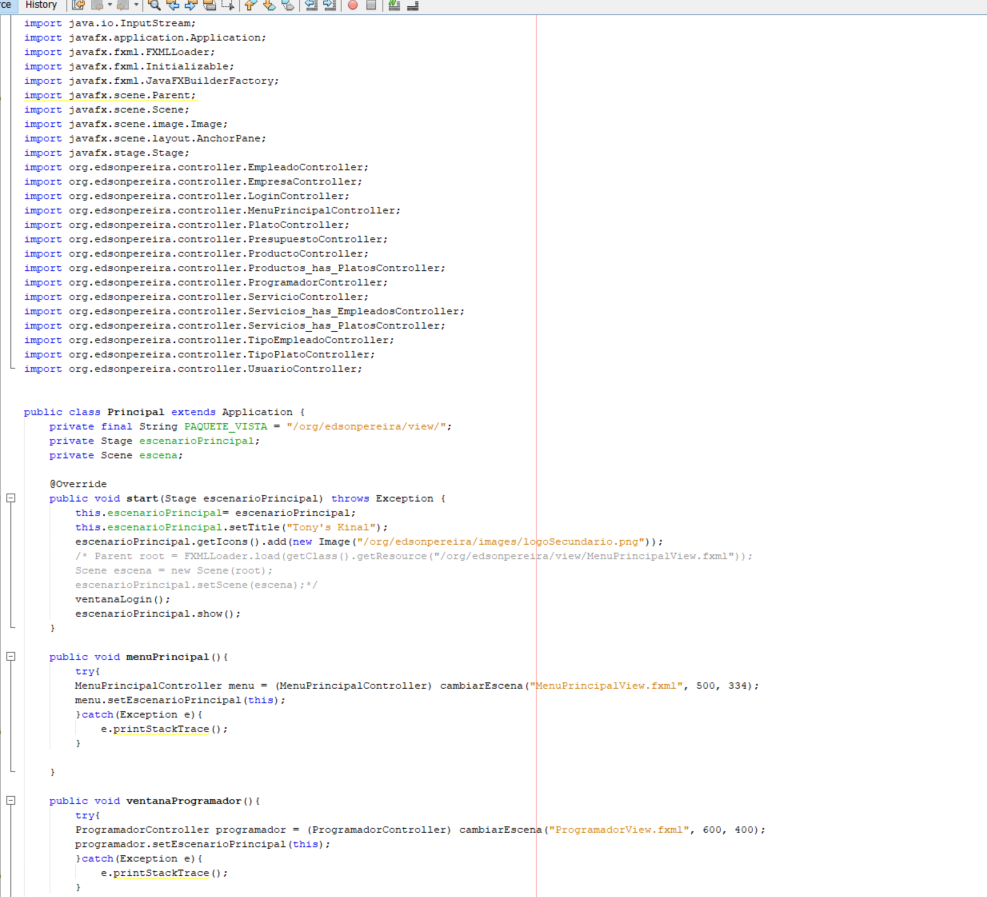 ce History
import java.io.InputStream;
import javafx.application.Application;
import javafx.fxml.FXMLLoader;
import javafx.fxml.Initializable;
import javafx.fxml.JavaFXBuilderFactory;
import javafx.scene.Parent;
import javafx.scene.Scene;
import javafx.scene.image.Image;
import javafx.scene.layout.AnchorPane;
import javafx.stage.Stage;
import org.edsonpereira.controller.EmpleadoController;
import org.edsonpereira.controller.EmpresaController;
import org.edsonpereira.controller.LoginController;
import org.edsonpereira.controller.MenuPrincipalController;
import org.edsonpereira.controller.PlatoController;
import org.edsonpereira.controller.PresupuestoController;
import org.edsonpereira.controller.ProductoController;
import org.edsonpereira.controller.Productos_has_PlatosController;
import org.edsonpereira.controller.ProgramadorController;
import org.edsonpereira.controller.ServicioController;
import org.edsonpereira.controller.Servicios_has_EmpleadosController;
import org.edsonpereira.controller.Servicios_has_PlatosController;
import org.edsonpereira.controller.TipoEmpleadoController;
import org.edsonpereira.controller.TipoPlatoController;
import org.edsonpereira.controller.UsuarioController;
public class Principal extends Application {
private final String PAQUETE_VISTA = "/org/edsonpereira/view/";
private Stage escenarioPrincipal;
private Scene escena;
@Override
public void start(Stage escenarioPrincipal) throws Exception {
this.escenarioPrincipal= escenarioPrincipal;
this.escenarioPrincipal.setTitle("Tony's Kinal");
escenarioPrincipal.getIcons().add(new Image("/org/edsonpereira/images/logoSecundario.png"));
/* Parent root = FXMLLoader.load(getClass().getResource("/org/edsonpereira/view/MenuPrincipalView.fxml"));
Scene escena = new Scene(root);
escenarioPrincipal.setScene(escena);*/
ventanaLogin();
escenarioPrincipal.show();
}
public void menuPrincipal(){
try{
MenuPrincipalController menu = (MenuPrincipalController) cambiarEscena("MenuPrincipalView.fxml", 500, 334);
menu.setEscenarioPrincipal(this);
}catch(Exception e){
e.printStackTrace();
}
}
public void ventanaProgramador(){
try{
ProgramadorController programador = (ProgramadorController) cambiarEscena("ProgramadorView.fxml", 600, 400);
programador.setEscenarioPrincipal(this);
}catch(Exception e){
e.printStackTrace();
}